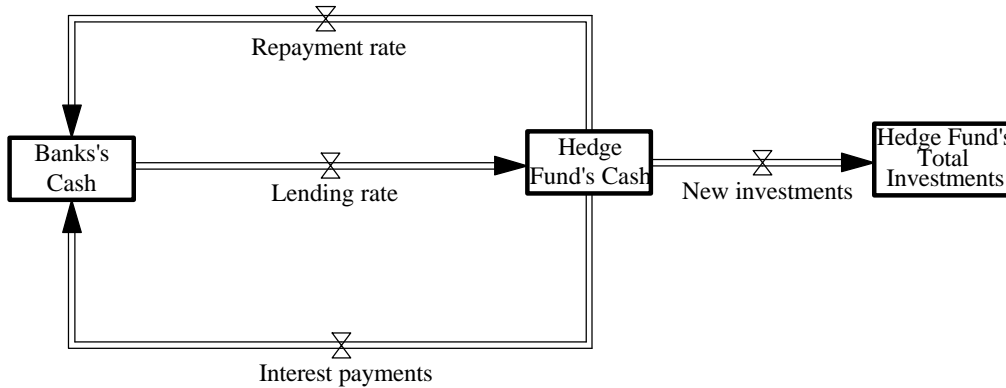 Repayment rate
Banks's
Cash
Lending rate
Hedge
Fund's Cash
New investments
Hedge Fund's
Total
Investments
Interest payments